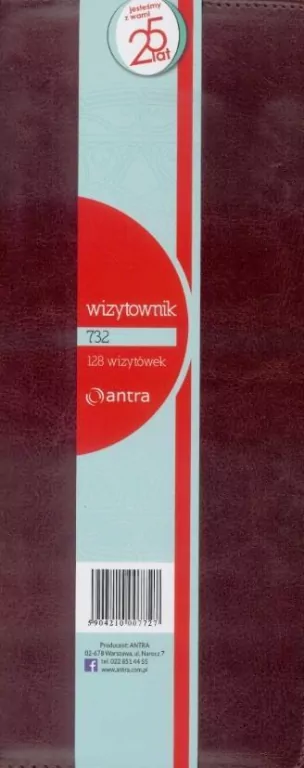 jesteśmy
z wami
25
lat
wizytownik
732
128 wizytówek
antra
5904210007727
Producent: ANTRA
02-678 Warszawa, ul. Narocz 7
tel. 022 851 44 55
www.antra.com.pl